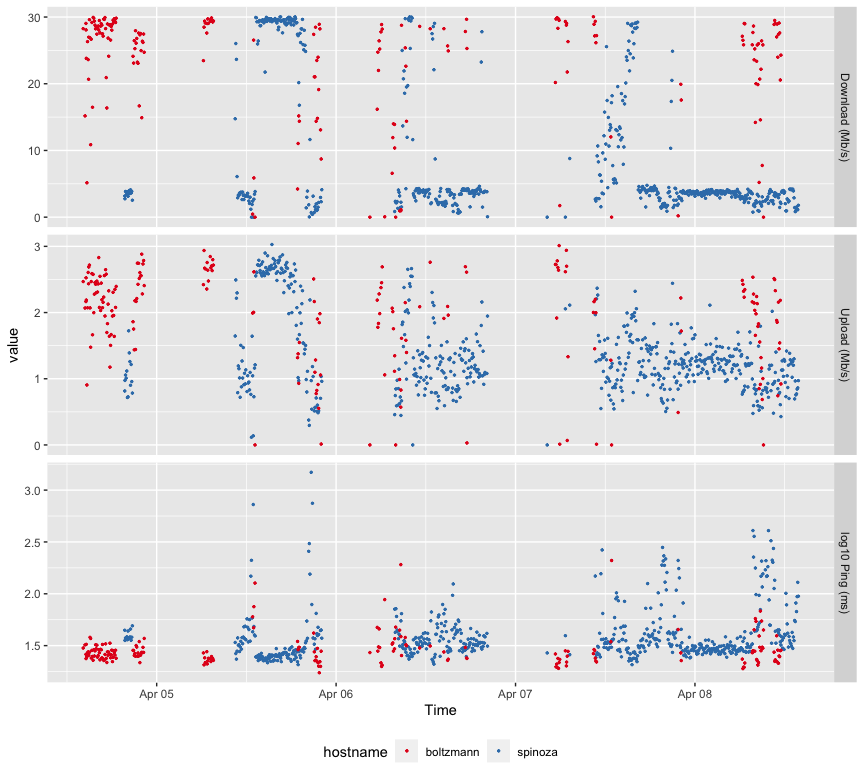 30
20
10
0
Download (Mb/s)
3
2
1
0
Upload (Mb/s)
value
3.0
2.5
2.0
1.5
log10 Ping (ms)
Apr 05 Apr 06 Apr 07 Apr 08
Time
hostname boltzmann spinoza